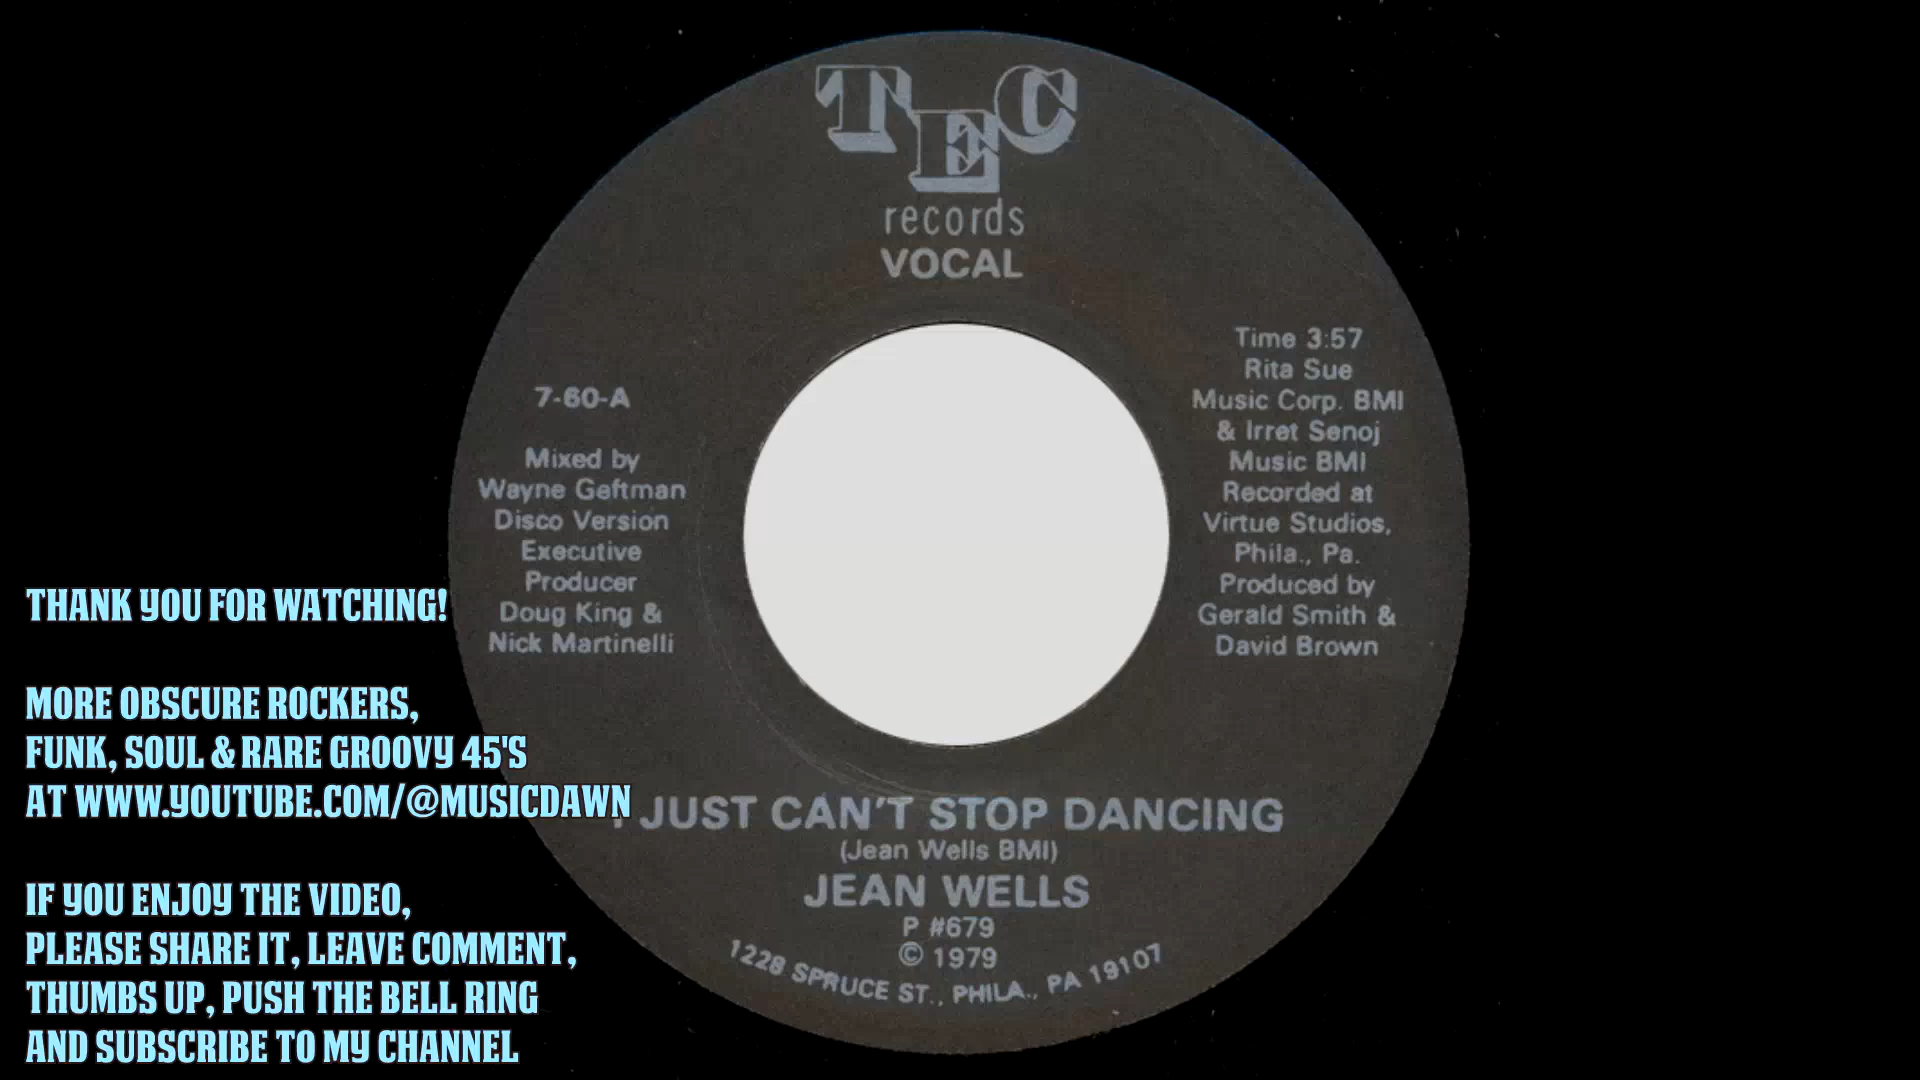 TEC
records
VOCAL
7-60-A
Mixed by
Wayne Geftman
Disco Version
Executive
Producer
Doug King &
Nick Martinelli
Time 3:57
Rita Sue
Music Corp. BMI
& Irret Senoj
Music BMI
Recorded at
Virtue Studios,
Phila., Pa.
Produced by
Gerald Smith &
David Brown
I JUST CAN'T STOP DANCING
(Jean Wells BMI)
JEAN WELLS
P #679
© 1979
1228 SPRUCE ST., PHILA., PA 19107
THANK YOU FOR WATCHING!
MORE OBSCURE ROCKERS,
FUNK, SOUL & RARE GROOVY 45'S
AT WWW.YOUTUBE.COM/@MUSICDAWN
IF YOU ENJOY THE VIDEO,
PLEASE SHARE IT, LEAVE COMMENT,
THUMBS UP, PUSH THE BELL RING
AND SUBSCRIBE TO MY CHANNEL